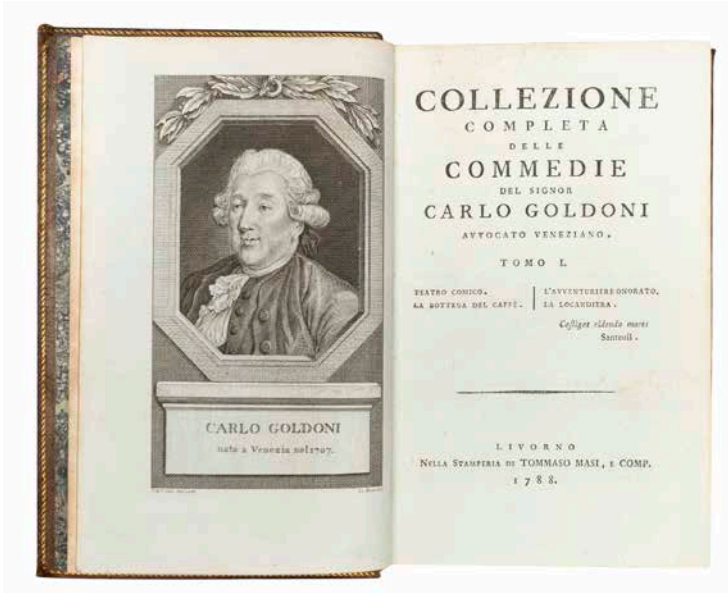 CARLO GOLDONI
nato a Venezia nel 1707.
COLLEZIONE
COMPLETA
DELLE
COMMEDIE
DEL SIGNOR
CARLO GOLDONI
AVVOCATO VENEZIANO.
TOMO I.
TEATRO COMICO.
LA BOTTEGA DEL CAFFÈ.
L'AVVENTURIERE ONORATO.
LA LOCANDIERA.
Castigat ridendo mores
Santeuil.
LIVORNO
NELLA STAMPERIA DI TOMMASO MASI, E COMP.
1788.